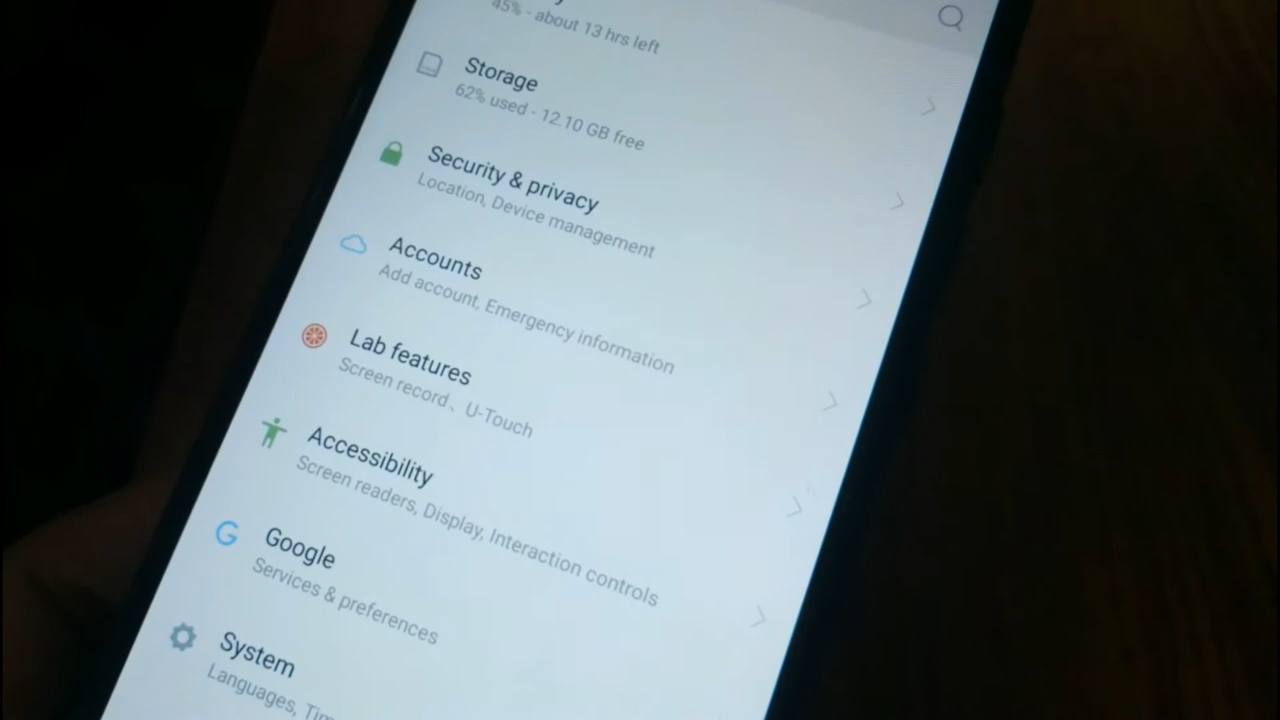 45% - about 13 hrs left
Storage
62% used - 12.10 GB free
Security & privacy
Location, Device management
Accounts
Add account, Emergency information
Lab features
Screen record、U-Touch
Accessibility
Screen readers, Display, Interaction controls
Google
Services & preferences
System
Languages,